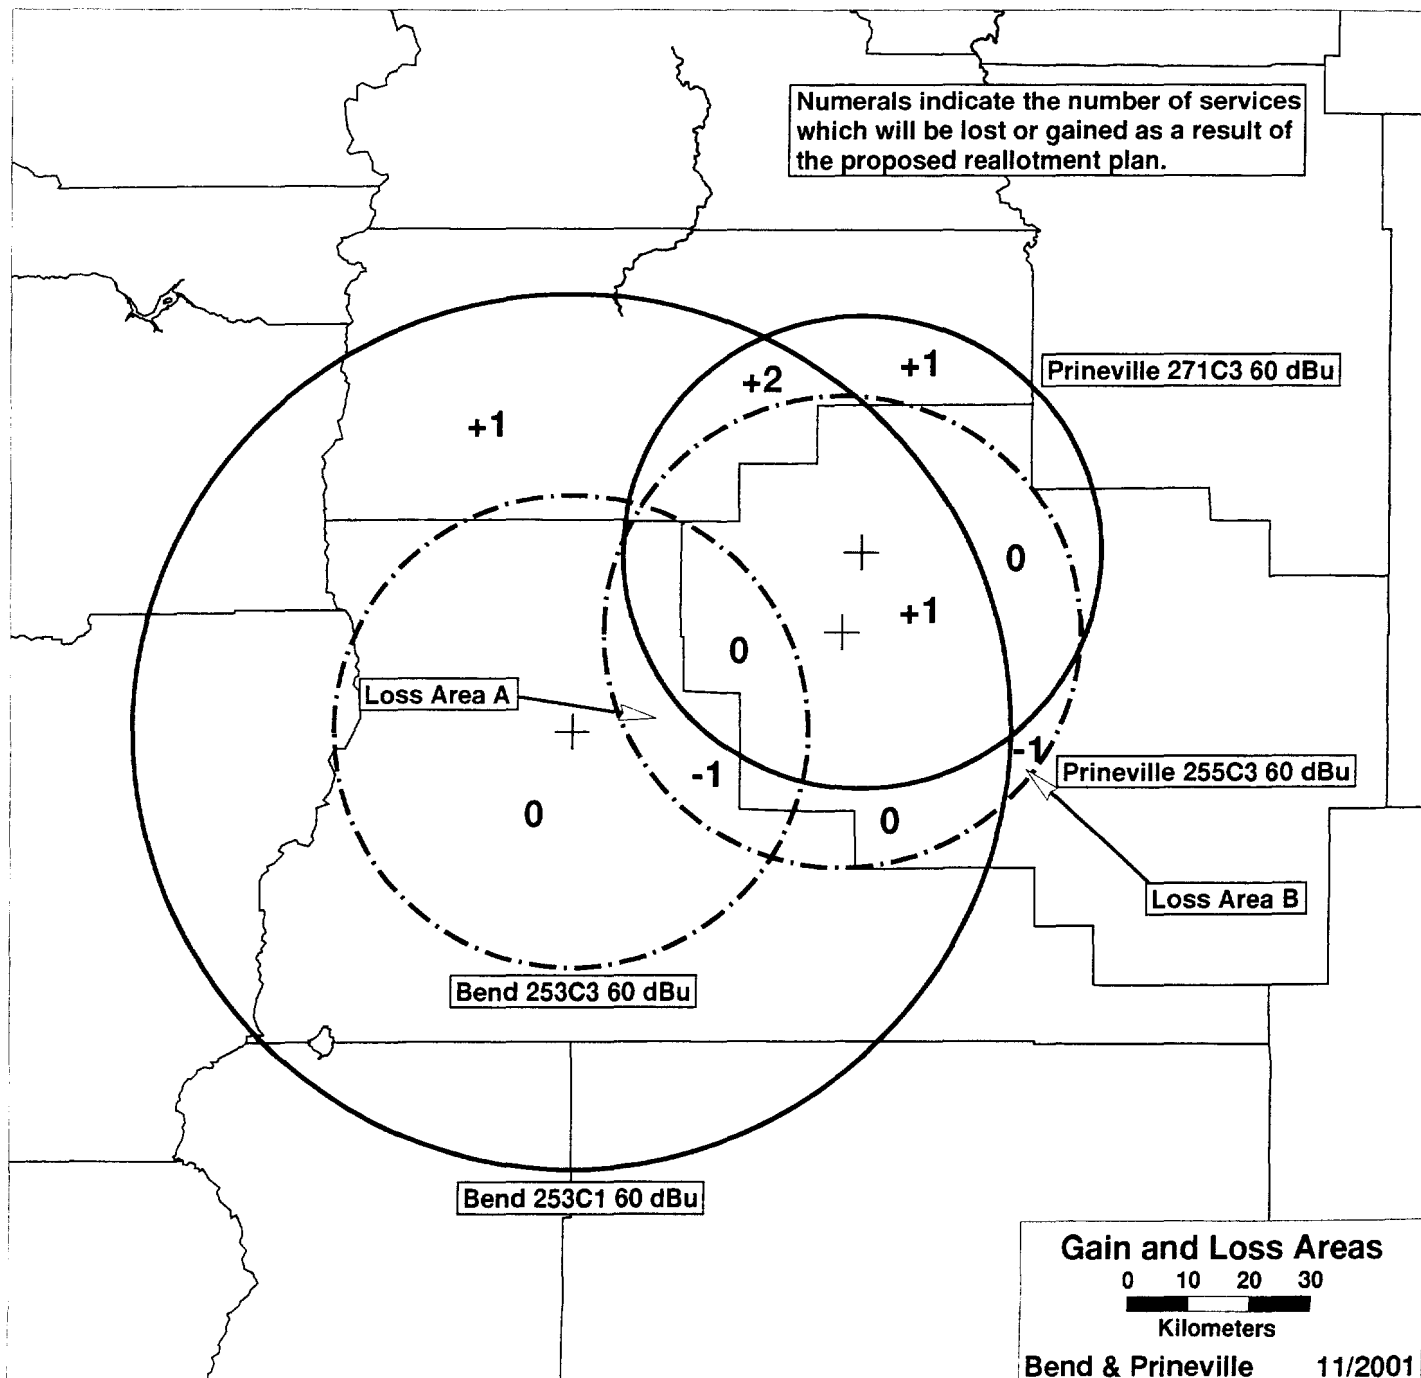 Numerals indicate the number of services
which will be lost or gained as a result of
the proposed reallotment plan.
+2
+1
Prineville 271C3 60 dBu
+1
0
+1
0
Loss Area A
-1
-1
Prineville 255C3 60 dBu
0
0
Loss Area B
Bend 253C3 60 dBu
Bend 253C1 60 dBu
Gain and Loss Areas
0 10 20 30
Kilometers
Bend & Prineville 11/2001